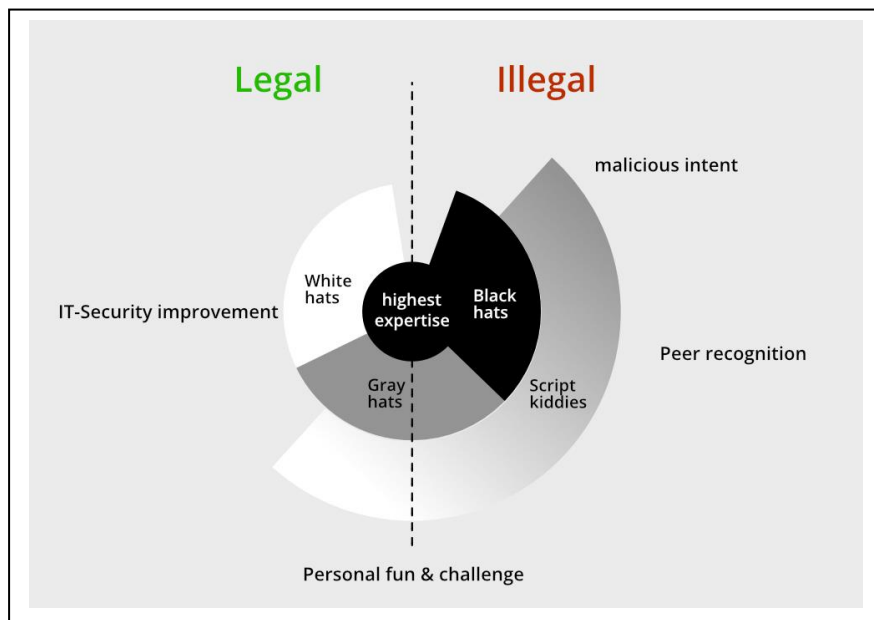 Legal
Illegal
malicious intent
White
hats
highest
expertise
Black
hats
IT-Security improvement
Peer recognition
Gray
hats
Script
kiddies
Personal fun & challenge